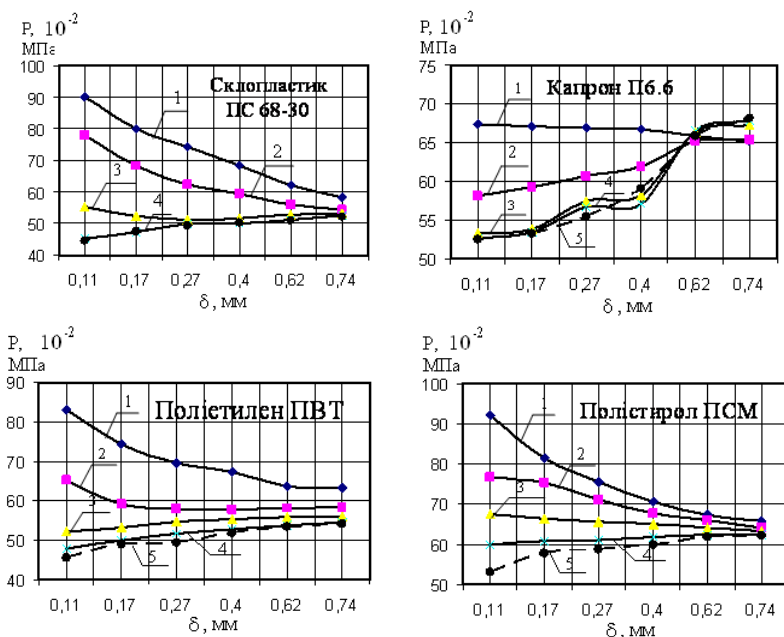 P, 10⁻²
МПа
Склопластик
ПС 68-30
100
90
80
70
60
50
40
1
2
3
4
0,11 0,17 0,27 0,4 0,62 0,74
δ, мм
P, 10⁻²
МПа
Капрон П6.6
75
70
65
60
55
50
1
2
3
4
5
0,11 0,17 0,27 0,4 0,62 0,74
δ, мм
P, 10⁻²
МПа
Поліетилен ПВТ
90
80
70
60
50
40
1
2
3
4
5
0,11 0,17 0,27 0,4 0,62 0,74
δ, мм
P, 10⁻²
МПа
Полістирол ПСМ
100
90
80
70
60
50
1
2
3
4
5
0,11 0,17 0,27 0,4 0,62 0,74
δ, мм